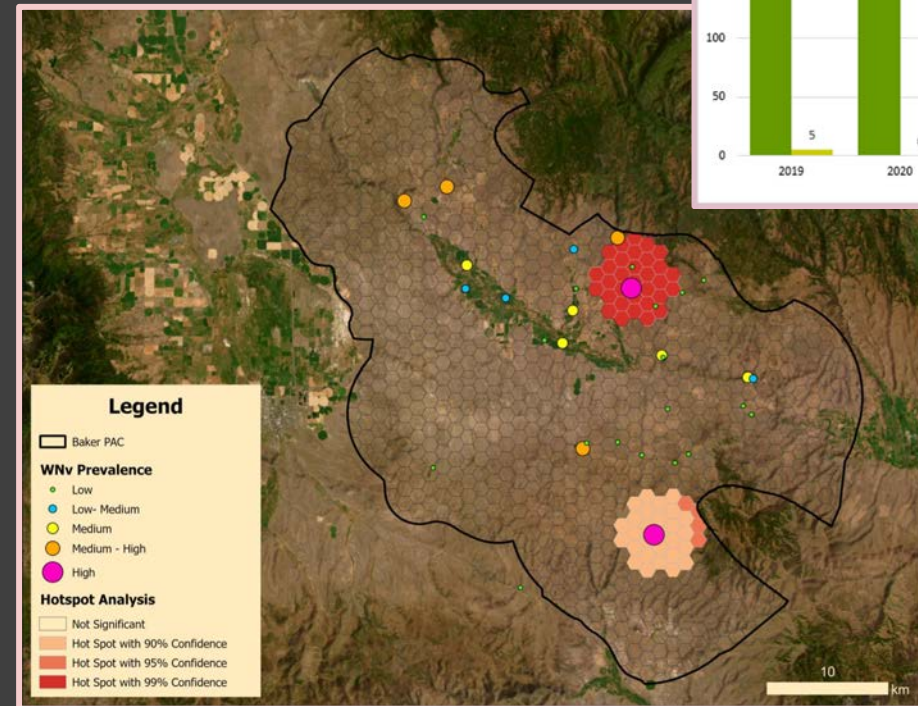 100
50
0
5
2019
2020
Legend
Baker PAC
WNv Prevalence
Low
Low- Medium
Medium
Medium - High
High
Hotspot Analysis
Not Significant
Hot Spot with 90% Confidence
Hot Spot with 95% Confidence
Hot Spot with 99% Confidence
10
km